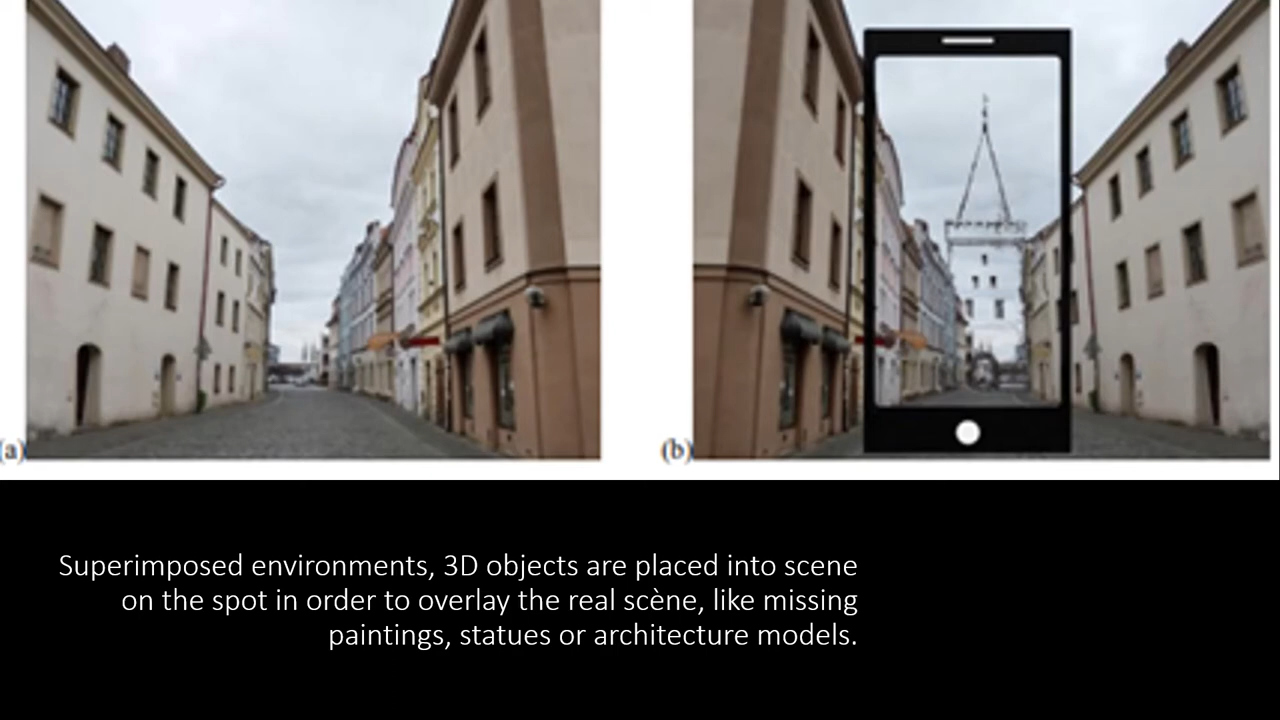 (a)
(b)
Superimposed environments, 3D objects are placed into scene
on the spot in order to overlay the real scène, like missing
paintings, statues or architecture models.